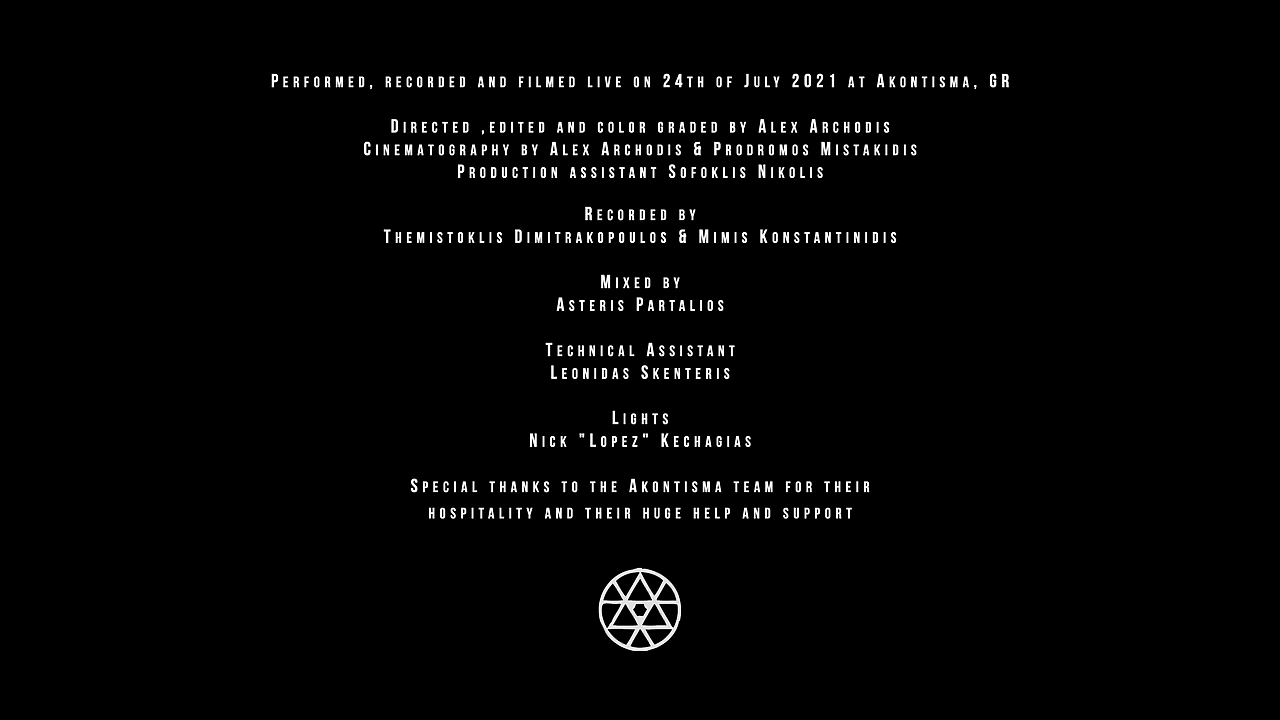 Performed, recorded and filmed live on 24th of July 2021 at Akontisma, GR
Directed ,edited and color graded by Alex Archodis
Cinematography by Alex Archodis & Prodromos Mistakidis
Production assistant Sofoklis Nikolis
Recorded by
Themistoklis Dimitrakopoulos & Mimis Konstantinidis
Mixed by
Asteris Partalios
Technical Assistant
Leonidas Skenteris
Lights
Nick "Lopez" Kechagias
Special thanks to the Akontisma team for their
hospitality and their huge help and support